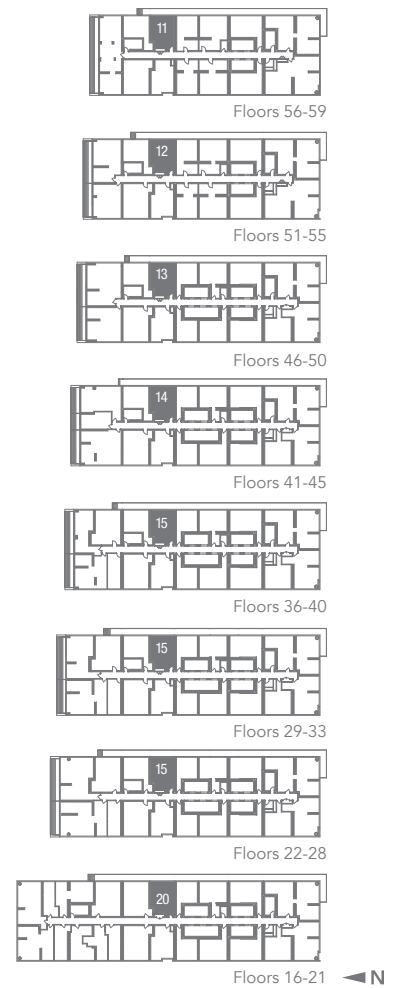 11
Floors 56-59
12
Floors 51-55
13
Floors 46-50
14
Floors 41-45
15
Floors 36-40
15
Floors 29-33
15
Floors 22-28
20
Floors 16-21
N